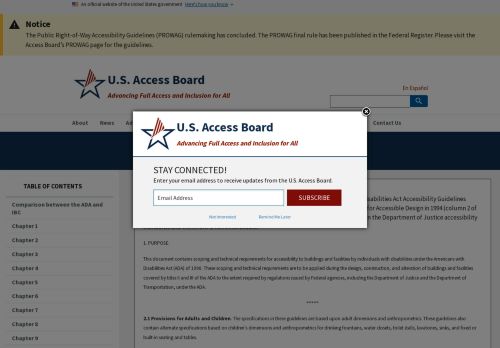 An official website of the United States government Here's how you know
Notice
The Public Right-of-Way Accessibility Guidelines (PROWAG) rulemaking has concluded. The PROWAG final rule has been published in the Federal Register. Please visit the
Access Board's PROWAG page for the guidelines.
U.S. Access Board
Advancing Full Access and Inclusion for All
En Español
About News Ad
Contact Us
U.S. Access Board
Advancing Full Access and Inclusion for All
STAY CONNECTED!
Enter your email address to receive updates from the U.S. Access Board.
Email Address SUBSCRIBE
Not Interested Remind Me Later
TABLE OF CONTENTS
Comparison between the ADA and
IBC
Chapter 1
Chapter 2
Chapter 3
Chapter 4
Chapter 5
Chapter 6
Chapter 7
Chapter 8
Chapter 9
sabilities Act Accessibility Guidelines
for Accessible Design in 1994 (column 2 of
n the Department of Justice accessibility
1. PURPOSE.
This document contains scoping and technical requirements for accessibility to buildings and facilities by individuals with disabilities under the Americans with
Disabilities Act (ADA) of 1990. These scoping and technical requirements are to be applied during the design, construction, and alteration of buildings and facilities
covered by titles II and III of the ADA to the extent required by regulations issued by Federal agencies, including the Department of Justice and the Department of
Transportation, under the ADA.
*****
2.1 Provisions for Adults and Children. The specifications in these guidelines are based upon adult dimensions and anthropometrics. These guidelines also
contain alternate specifications based on children's dimensions and anthropometrics for drinking fountains, water closets, toilet stalls, lavatories, sinks, and fixed or
built-in seating and tables.